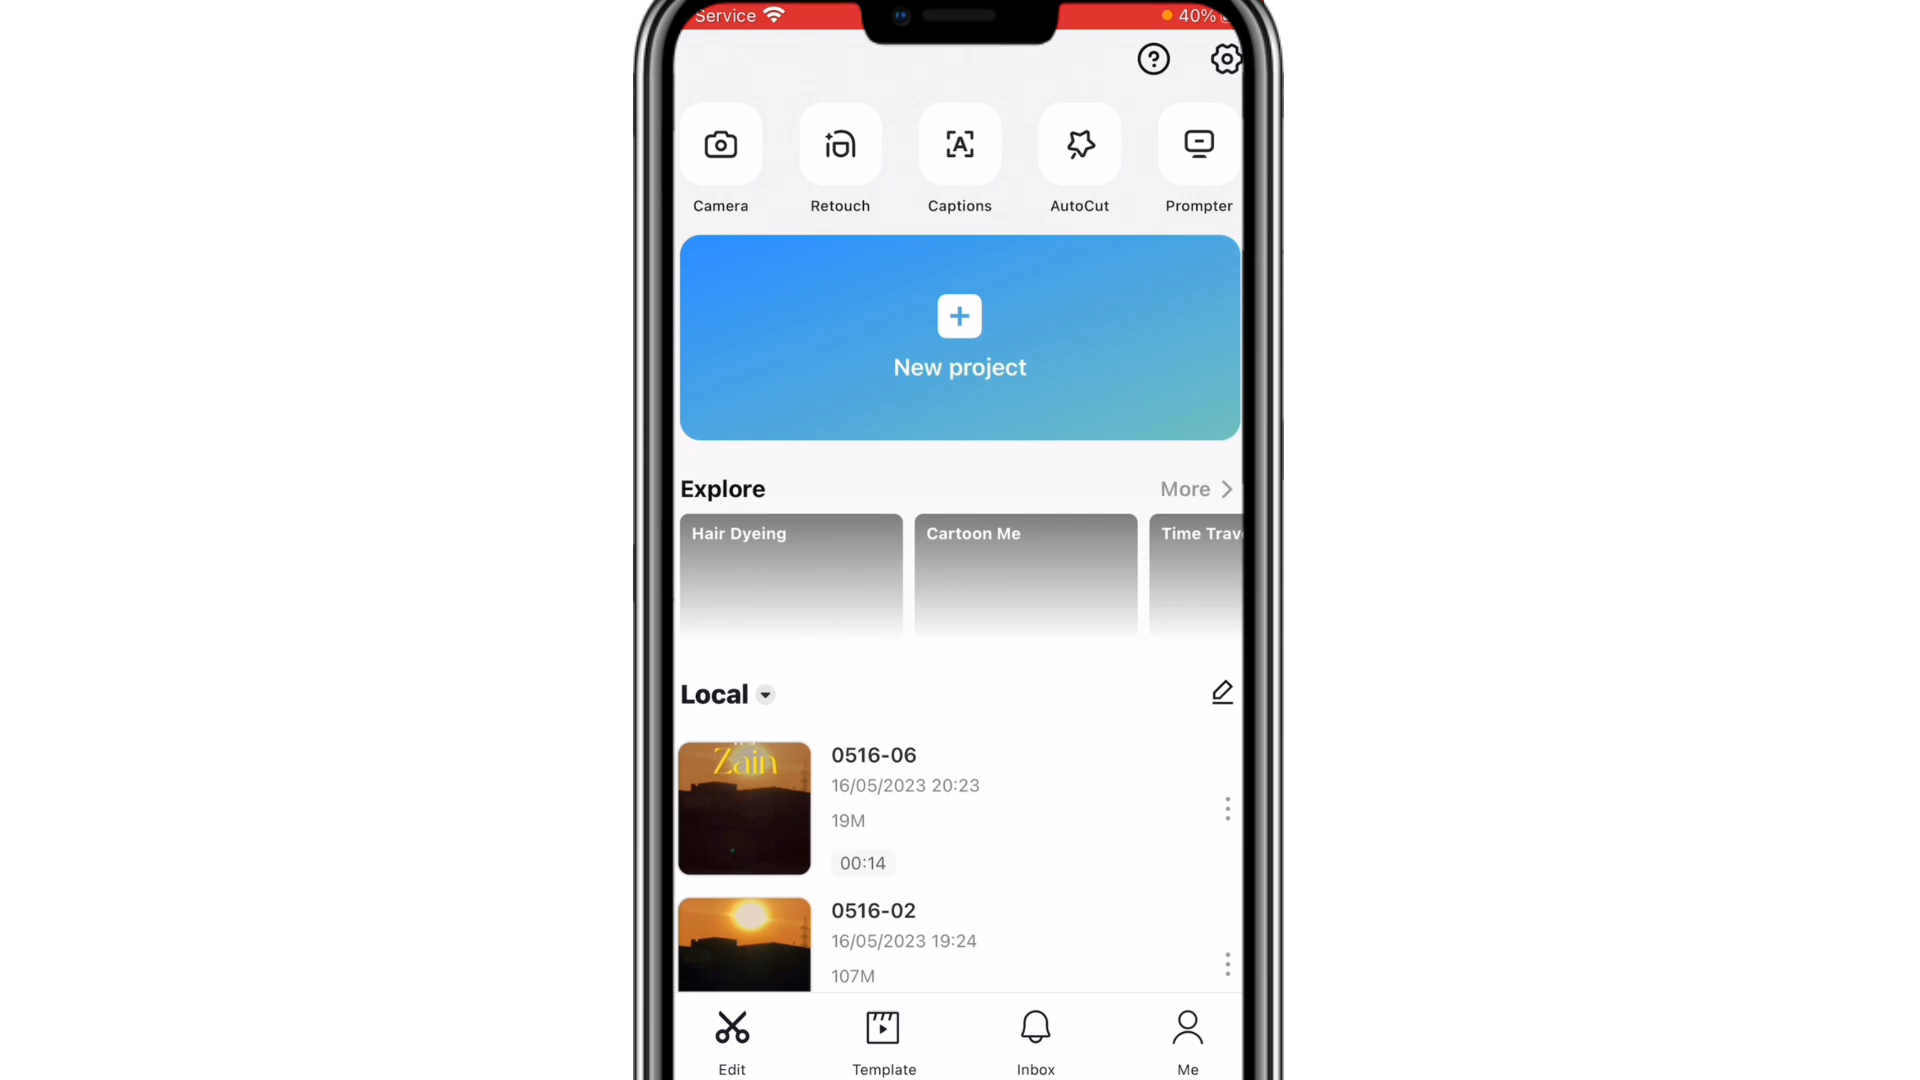 Service
40%
Camera
Retouch
Captions
AutoCut
Prompter
New project
Explore
More
Hair Dyeing
Cartoon Me
Time Trav
Local
Zain
0516-06
16/05/2023 20:23
19M
00:14
0516-02
16/05/2023 19:24
107M
Edit
Template
Inbox
Me